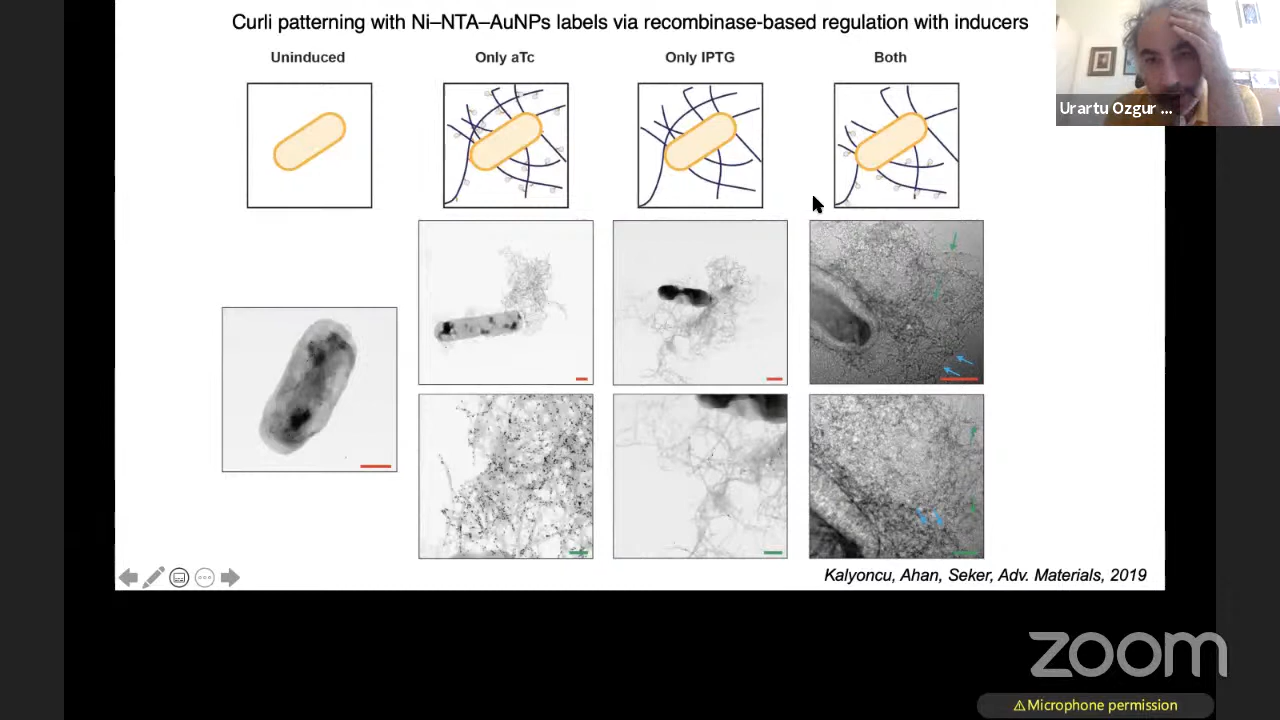 Curli patterning with Ni–NTA–AuNPs labels via recombinase-based regulation with inducers
Urartu Ozgur ...
Uninduced
Only aTc
Only IPTG
Both
Kalyoncu, Ahan, Seker, Adv. Materials, 2019
zoom
⚠Microphone permission